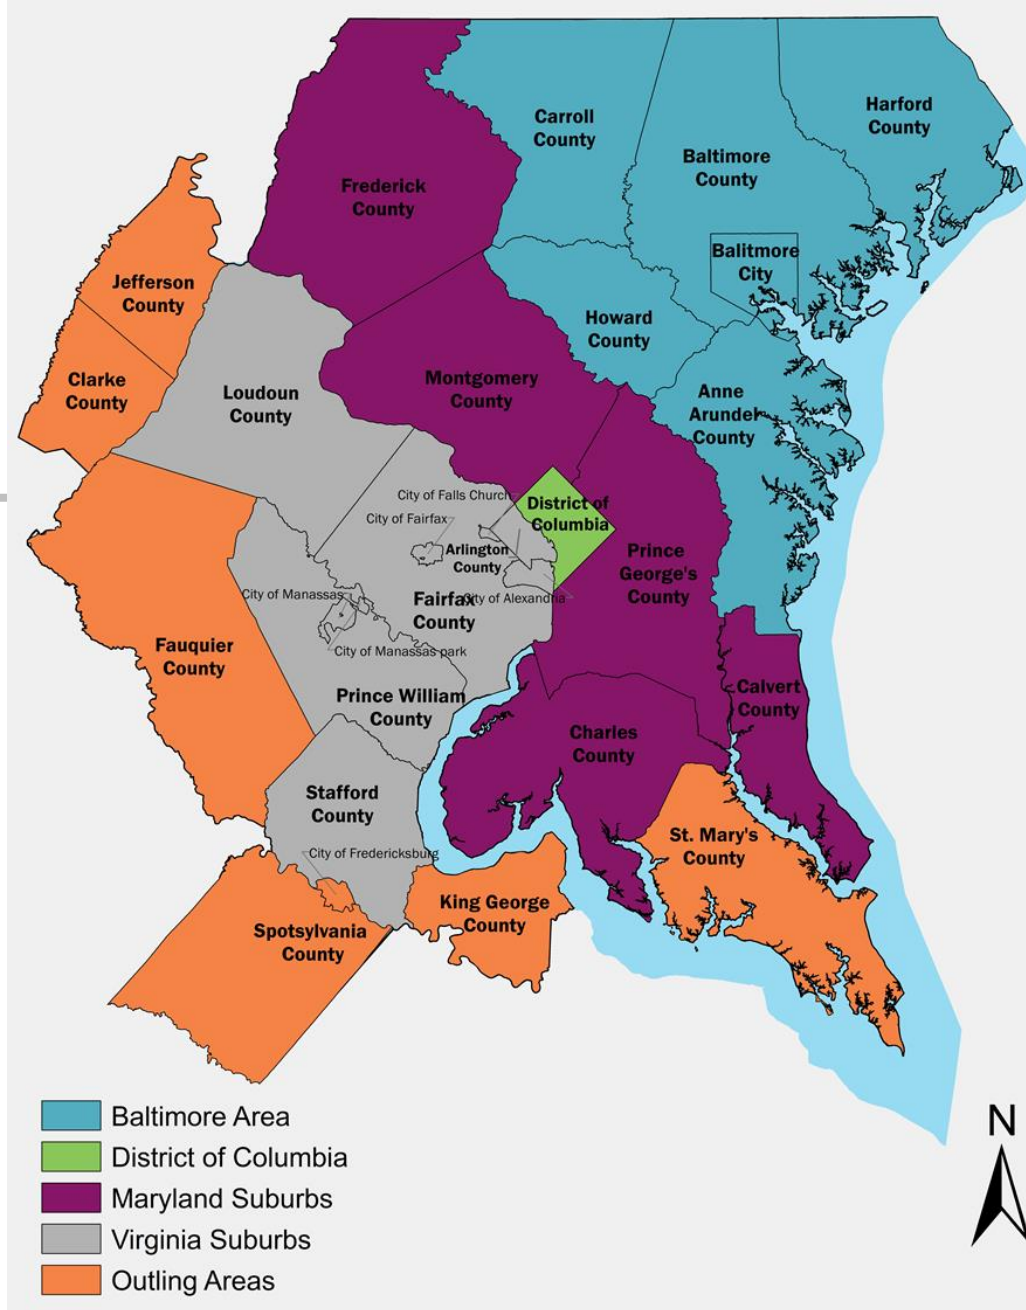 Carroll
County
Harford
County
Baltimore
County
Frederick
County
Balitmore
City
Jefferson
County
Howard
County
Clarke
County
Loudoun
County
Montgomery
County
Anne
Arundel
County
City of Falls Church
District of
Columbia
City of Fairfax
Arlington
County
Prince
George's
County
City of Manassas
Fairfax
County
City of Alexandria
Fauquier
County
City of Manassas park
Prince William
County
Calvert
County
Charles
County
Stafford
County
St. Mary's
County
City of Fredericksburg
King George
County
Spotsylvania
County
Baltimore Area
District of Columbia
Maryland Suburbs
Virginia Suburbs
Outling Areas
N